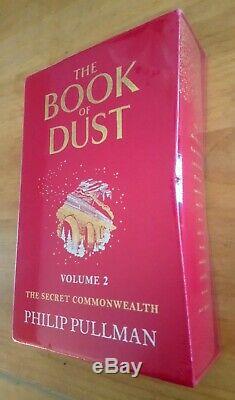 THE
BOOK
OF
DUST
VOLUME 2
THE SECRET COMMONWEALTH
PHILIP PULLMAN